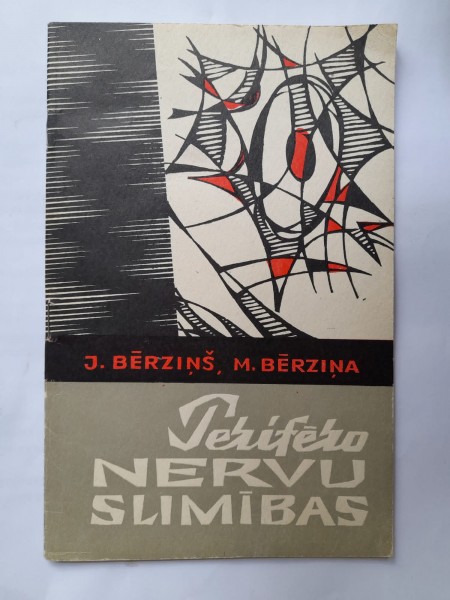 J. BĒRZIŅŠ, M. BĒRZIŅA
Perifēro
NERVU
SLIMĪBAS